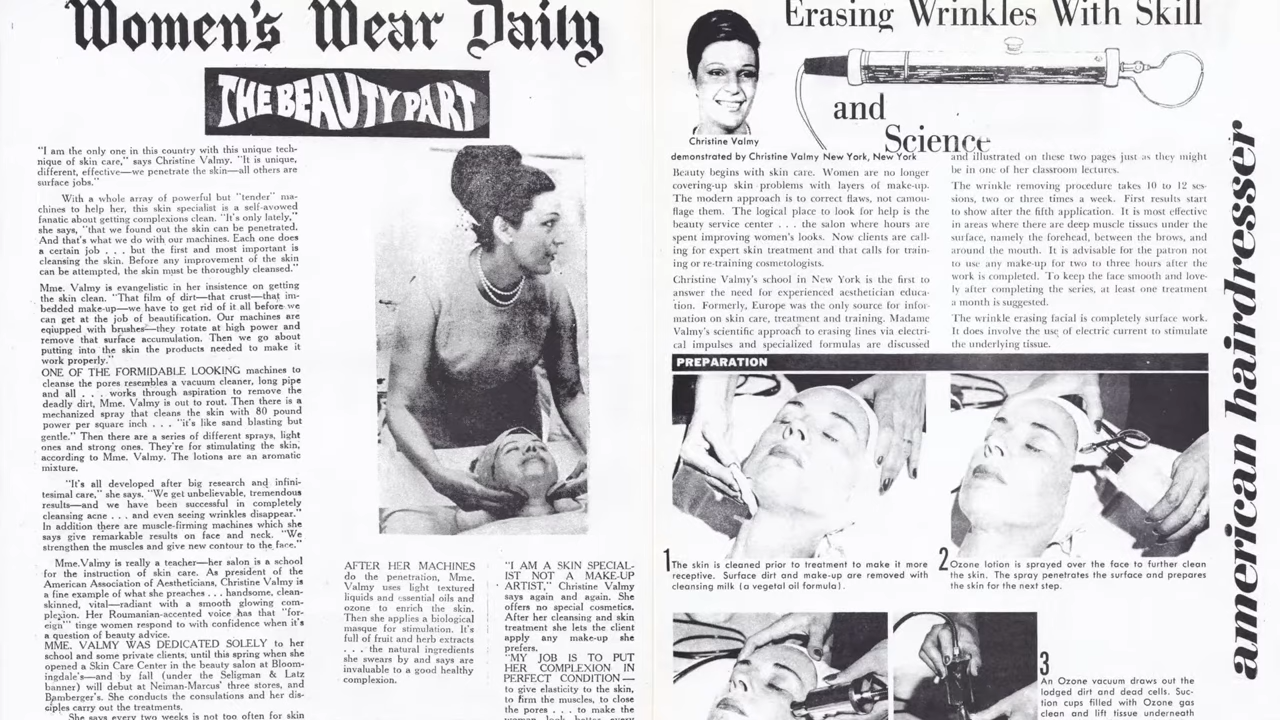 Women's Wear Daily
THE BEAUTY PART
"I am the only one in this country with this unique tech-
nique of skin care," says Christine Valmy. "It is unique,
different, effective—we penetrate the skin—all others are
surface jobs."
With a whole array of powerful but "tender" ma-
chines to help her, this skin specialist is a self-avowed
fanatic about getting complexions clean. "It's only lately,"
she says, "that we found out the skin can be penetrated.
And that's what we do with our machines. Each one does
a certain job . . . but the first and most important is
cleansing the skin. Before any improvement of the skin
can be attempted, the skin must be thoroughly cleansed."
Mme. Valmy is evangelistic in her insistence on getting
the skin clean. "That film of dirt—that crust—that im-
bedded make-up—we have to get rid of it all before we
can get at the job of beautification. Our machines are
eqiupped with brushes—they rotate at high power and
remove that surface accumulation. Then we go about
putting into the skin the products needed to make it
work properly."
ONE OF THE FORMIDABLE LOOKING machines to
cleanse the pores resembles a vacuum cleaner, long pipe
and all . . . works through aspiration to remove the
deadly dirt, Mme. Valmy is out to rout. Then there is a
mechanized spray that cleans the skin with 80 pound
power per square inch . . . "it's like sand blasting but
gentle." Then there are a series of different sprays, light
ones and strong ones. They're for stimulating the skin,
according to Mme. Valmy. The lotions are an aromatic
mixture.
"It's all developed after big research and infini-
tesimal care," she says. "We get unbelievable, tremendous
results—and we have been successful in completely
cleansing acne . . . and even seeing wrinkles disappear."
In addition there are muscle-firming machines which she
says give remarkable results on face and neck. "We
strengthen the muscles and give new contour to the face."
Mme.Valmy is really a teacher—her salon is a school
for the instruction of skin care. As president of the
American Association of Aestheticians, Christine Valmy is
a fine example of what she preaches . . . handsome, clean-
skinned, vital—radiant with a smooth glowing com-
plexion. Her Roumanian-accented voice has that "for-
eign" tinge women respond to with confidence when it's
a question of beauty advice.
MME. VALMY WAS DEDICATED SOLELY to her
school and some private clients, until this spring when she
opened a Skin Care Center in the beauty salon at Bloom-
ingdale's—and by fall (under the Seligman & Latz
banner) will debut at Neiman-Marcus' three stores, and
Bamberger's. She conducts the consulations and her dis-
ciples carry out the treatments.
She says every two weeks is not too often for skin
AFTER HER MACHINES
do the penetration, Mme.
Valmy uses light textured
liquids and essential oils and
ozone to enrich the skin.
Then she applies a biological
masque for stimulation. It's
full of fruit and herb extracts
. . . the natural ingredients
she swears by and says are
invaluable to a good healthy
complexion.
"I AM A SKIN SPECIAL-
IST NOT A MAKE-UP
ARTIST," Christine Valmy
says again and again. She
offers no special cosmetics.
After her cleansing and skin
treatment she lets the client
apply any make-up she
prefers.
"MY JOB IS TO PUT
HER COMPLEXION IN
PERFECT CONDITION—
to give elasticity to the skin,
to firm the muscles, to close
the pores . . . to make the
woman look better every
Erasing Wrinkles With Skill
and
Science
Christine Valmy
demonstrated by Christine Valmy New York, New York
Beauty begins with skin care. Women are no longer
covering-up skin problems with layers of make-up.
The modern approach is to correct flaws, not camou-
flage them. The logical place to look for help is the
beauty service center . . . the salon where hours are
spent improving women's looks. Now clients are call-
ing for expert skin treatment and that calls for train-
ing or re-training cosmetologists.
Christine Valmy's school in New York is the first to
answer the need for experienced aesthetician educa-
tion. Formerly, Europe was the only source for infor-
mation on skin care, treatment and training. Madame
Valmy's scientific approach to erasing lines via electri-
cal impulses and specialized formulas are discussed
and illustrated on these two pages just as they might
be in one of her classroom lectures.
The wrinkle removing procedure takes 10 to 12 ses-
sions, two or three times a week. First results start
to show after the fifth application. It is most effective
in areas where there are deep muscle tissues under the
surface, namely the forehead, between the brows, and
around the mouth. It is advisable for the patron not
to use any make-up for two to three hours after the
work is completed. To keep the face smooth and love-
ly after completing the series, at least one treatment
a month is suggested.
The wrinkle erasing facial is completely surface work.
It does involve the use of electric current to stimulate
the underlying tissue.
PREPARATION
1 The skin is cleaned prior to treatment to make it more
receptive. Surface dirt and make-up are removed with
cleansing milk (a vegetal oil formula).
2 Ozone lotion is sprayed over the face to further clean
the skin. The spray penetrates the surface and prepares
the skin for the next step.
3
An Ozone vacuum draws out the
lodged dirt and dead cells. Suc-
tion cups filled with Ozone gas
clean and lift tissue underneath
american hairdresser